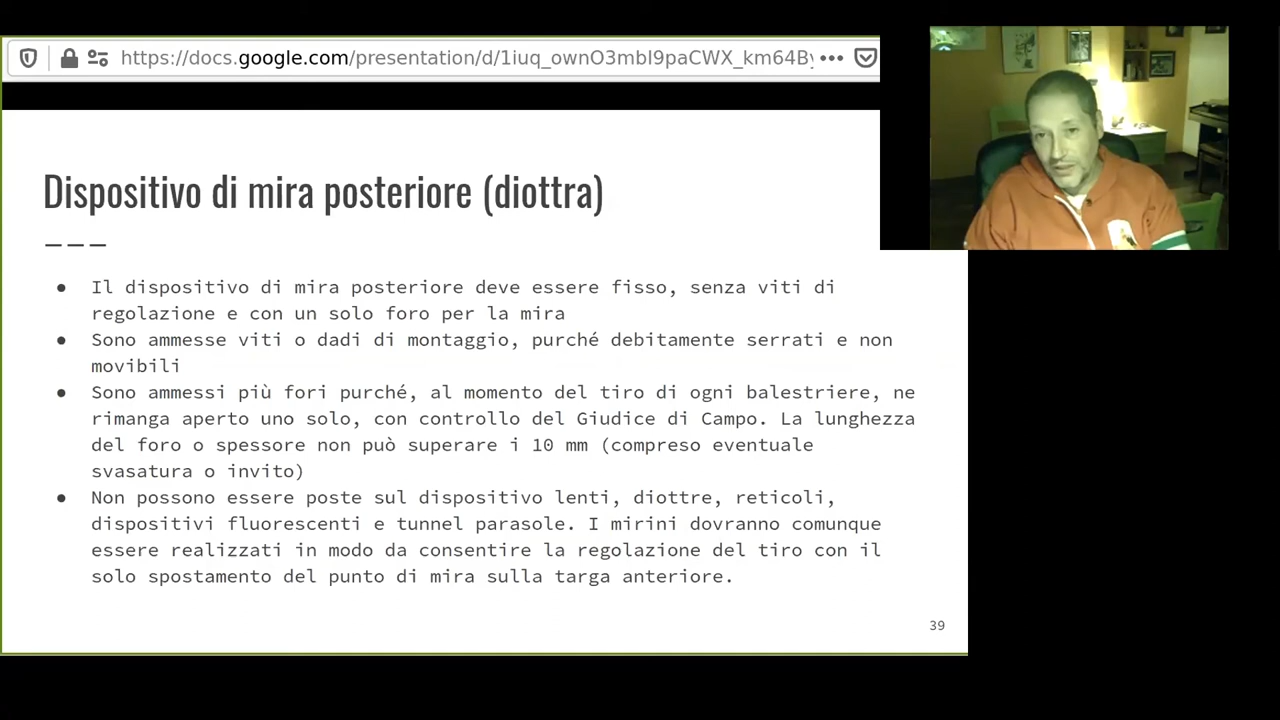 https://docs.google.com/presentation/d/1iuq_ownO3mbl9paCWX_km64By
Dispositivo di mira posteriore (diottra)
● Il dispositivo di mira posteriore deve essere fisso, senza viti di
regolazione e con un solo foro per la mira
● Sono ammesse viti o dadi di montaggio, purché debitamente serrati e non
movibili
● Sono ammessi più fori purché, al momento del tiro di ogni balestriere, ne
rimanga aperto uno solo, con controllo del Giudice di Campo. La lunghezza
del foro o spessore non può superare i 10 mm (compreso eventuale
svasatura o invito)
● Non possono essere poste sul dispositivo lenti, diottre, reticoli,
dispositivi fluorescenti e tunnel parasole. I mirini dovranno comunque
essere realizzati in modo da consentire la regolazione del tiro con il
solo spostamento del punto di mira sulla targa anteriore.
39